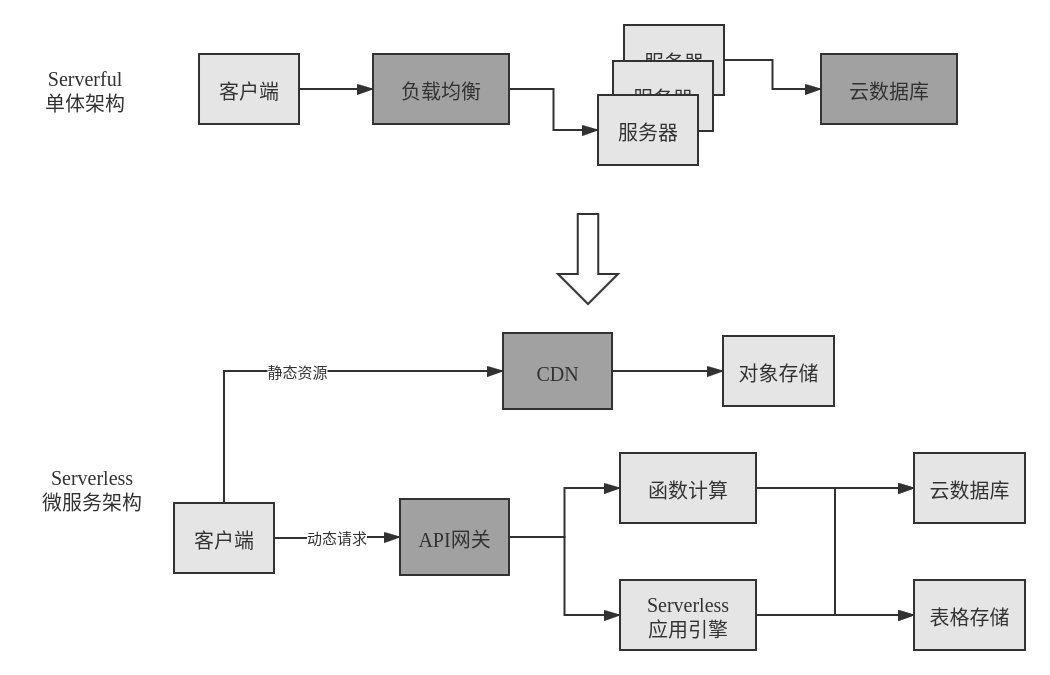 Serverful
单体架构
客户端
负载均衡
服务器
服务器
服务器
云数据库
CDN
对象存储
静态资源
Serverless
微服务架构
客户端
动态请求
API网关
函数计算
云数据库
Serverless
应用引擎
表格存储